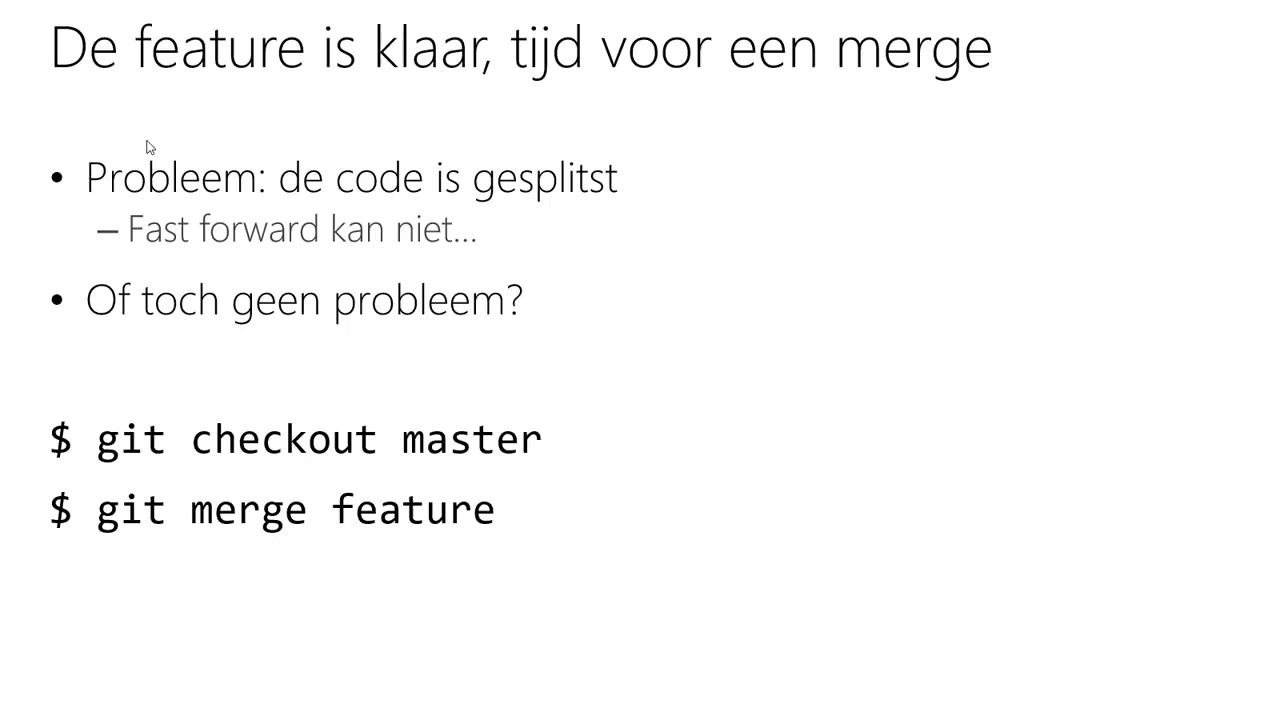 De feature is klaar, tijd voor een merge
• Probleem: de code is gesplitst
– Fast forward kan niet...
• Of toch geen probleem?
$ git checkout master
$ git merge feature